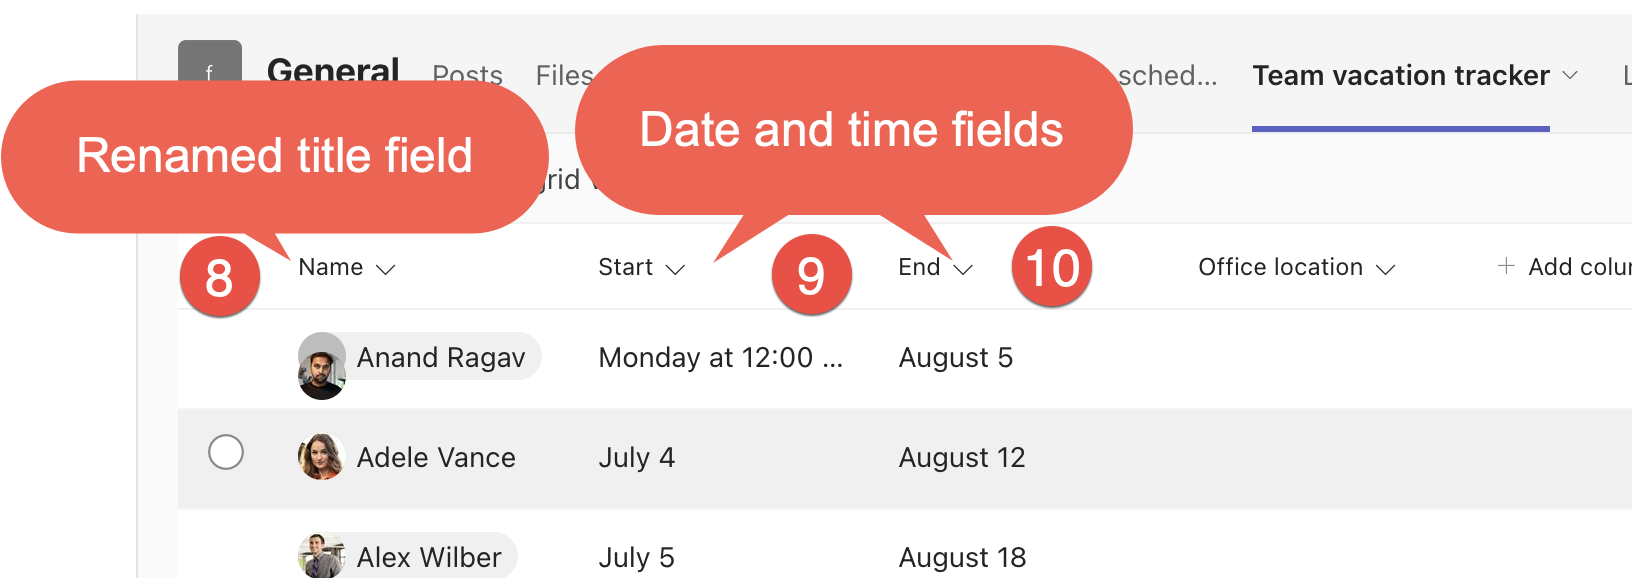 f General Posts Files sched... Team vacation tracker
Renamed title field
Date and time fields
grid
8 Name Start 9 End 10 Office location + Add colu
Anand Ragav Monday at 12:00 ... August 5
Adele Vance July 4 August 12
Alex Wilber July 5 August 18